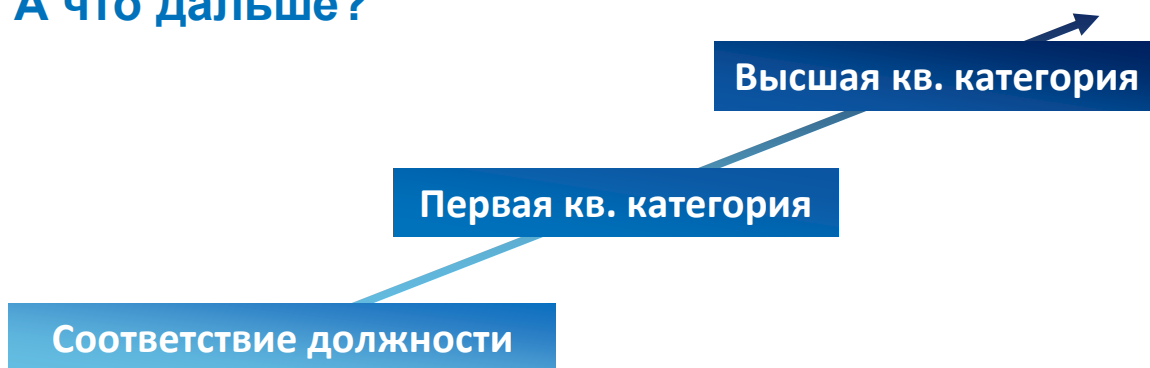 А что дальше?
Высшая кв. категория
Первая кв. категория
Соответствие должности